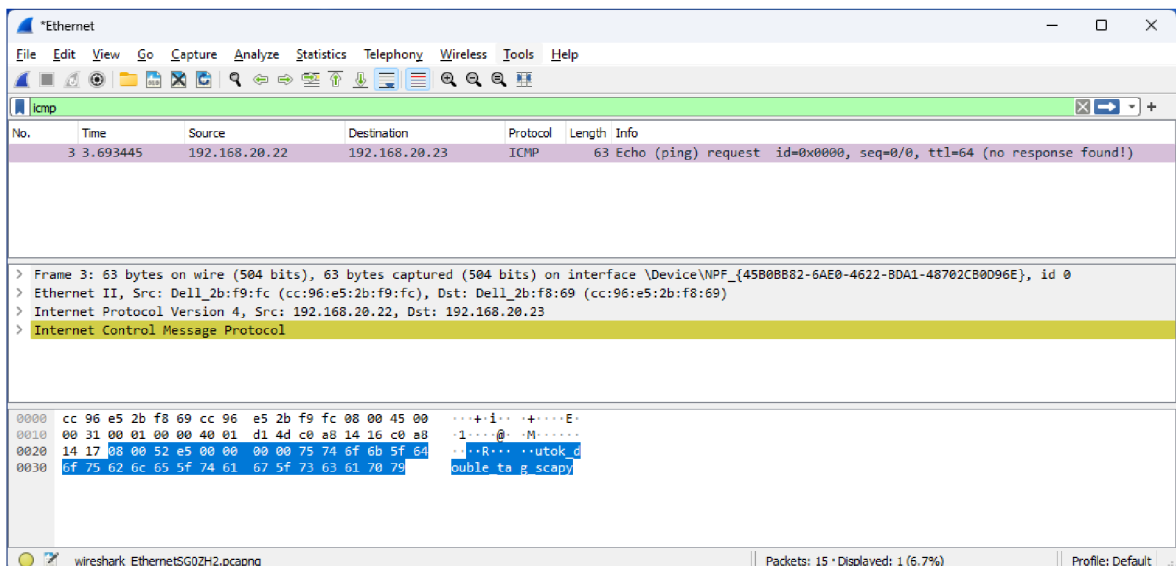 *Ethernet
File Edit View Go Capture Analyze Statistics Telephony Wireless Tools Help
icmp
No. Time Source Destination Protocol Length Info
3 3.693445 192.168.20.22 192.168.20.23 ICMP 63 Echo (ping) request id=0x0000, seq=0/0, ttl=64 (no response found!)
> Frame 3: 63 bytes on wire (504 bits), 63 bytes captured (504 bits) on interface \Device\NPF_{45B0BB82-6AE0-4622-BDA1-48702CB0D96E}, id 0
> Ethernet II, Src: Dell_2b:f9:fc (cc:96:e5:2b:f9:fc), Dst: Dell_2b:f8:69 (cc:96:e5:2b:f8:69)
> Internet Protocol Version 4, Src: 192.168.20.22, Dst: 192.168.20.23
> Internet Control Message Protocol
0000 cc 96 e5 2b f8 69 cc 96 e5 2b f9 fc 08 00 45 00 ···+·i·· ·+····E·
0010 00 31 00 01 00 00 40 01 d1 4d c0 a8 14 16 c0 a8 ·1····@· ·M······
0020 14 17 08 00 52 e5 00 00 00 00 75 74 6f 6b 5f 64 ····R··· ··utok_d
0030 6f 75 62 6c 65 5f 74 61 67 5f 73 63 61 70 79 ouble_ta g_scapy
wireshark_EthernetSG0ZH2.pcapng Packets: 15 · Displayed: 1 (6.7%) Profile: Default